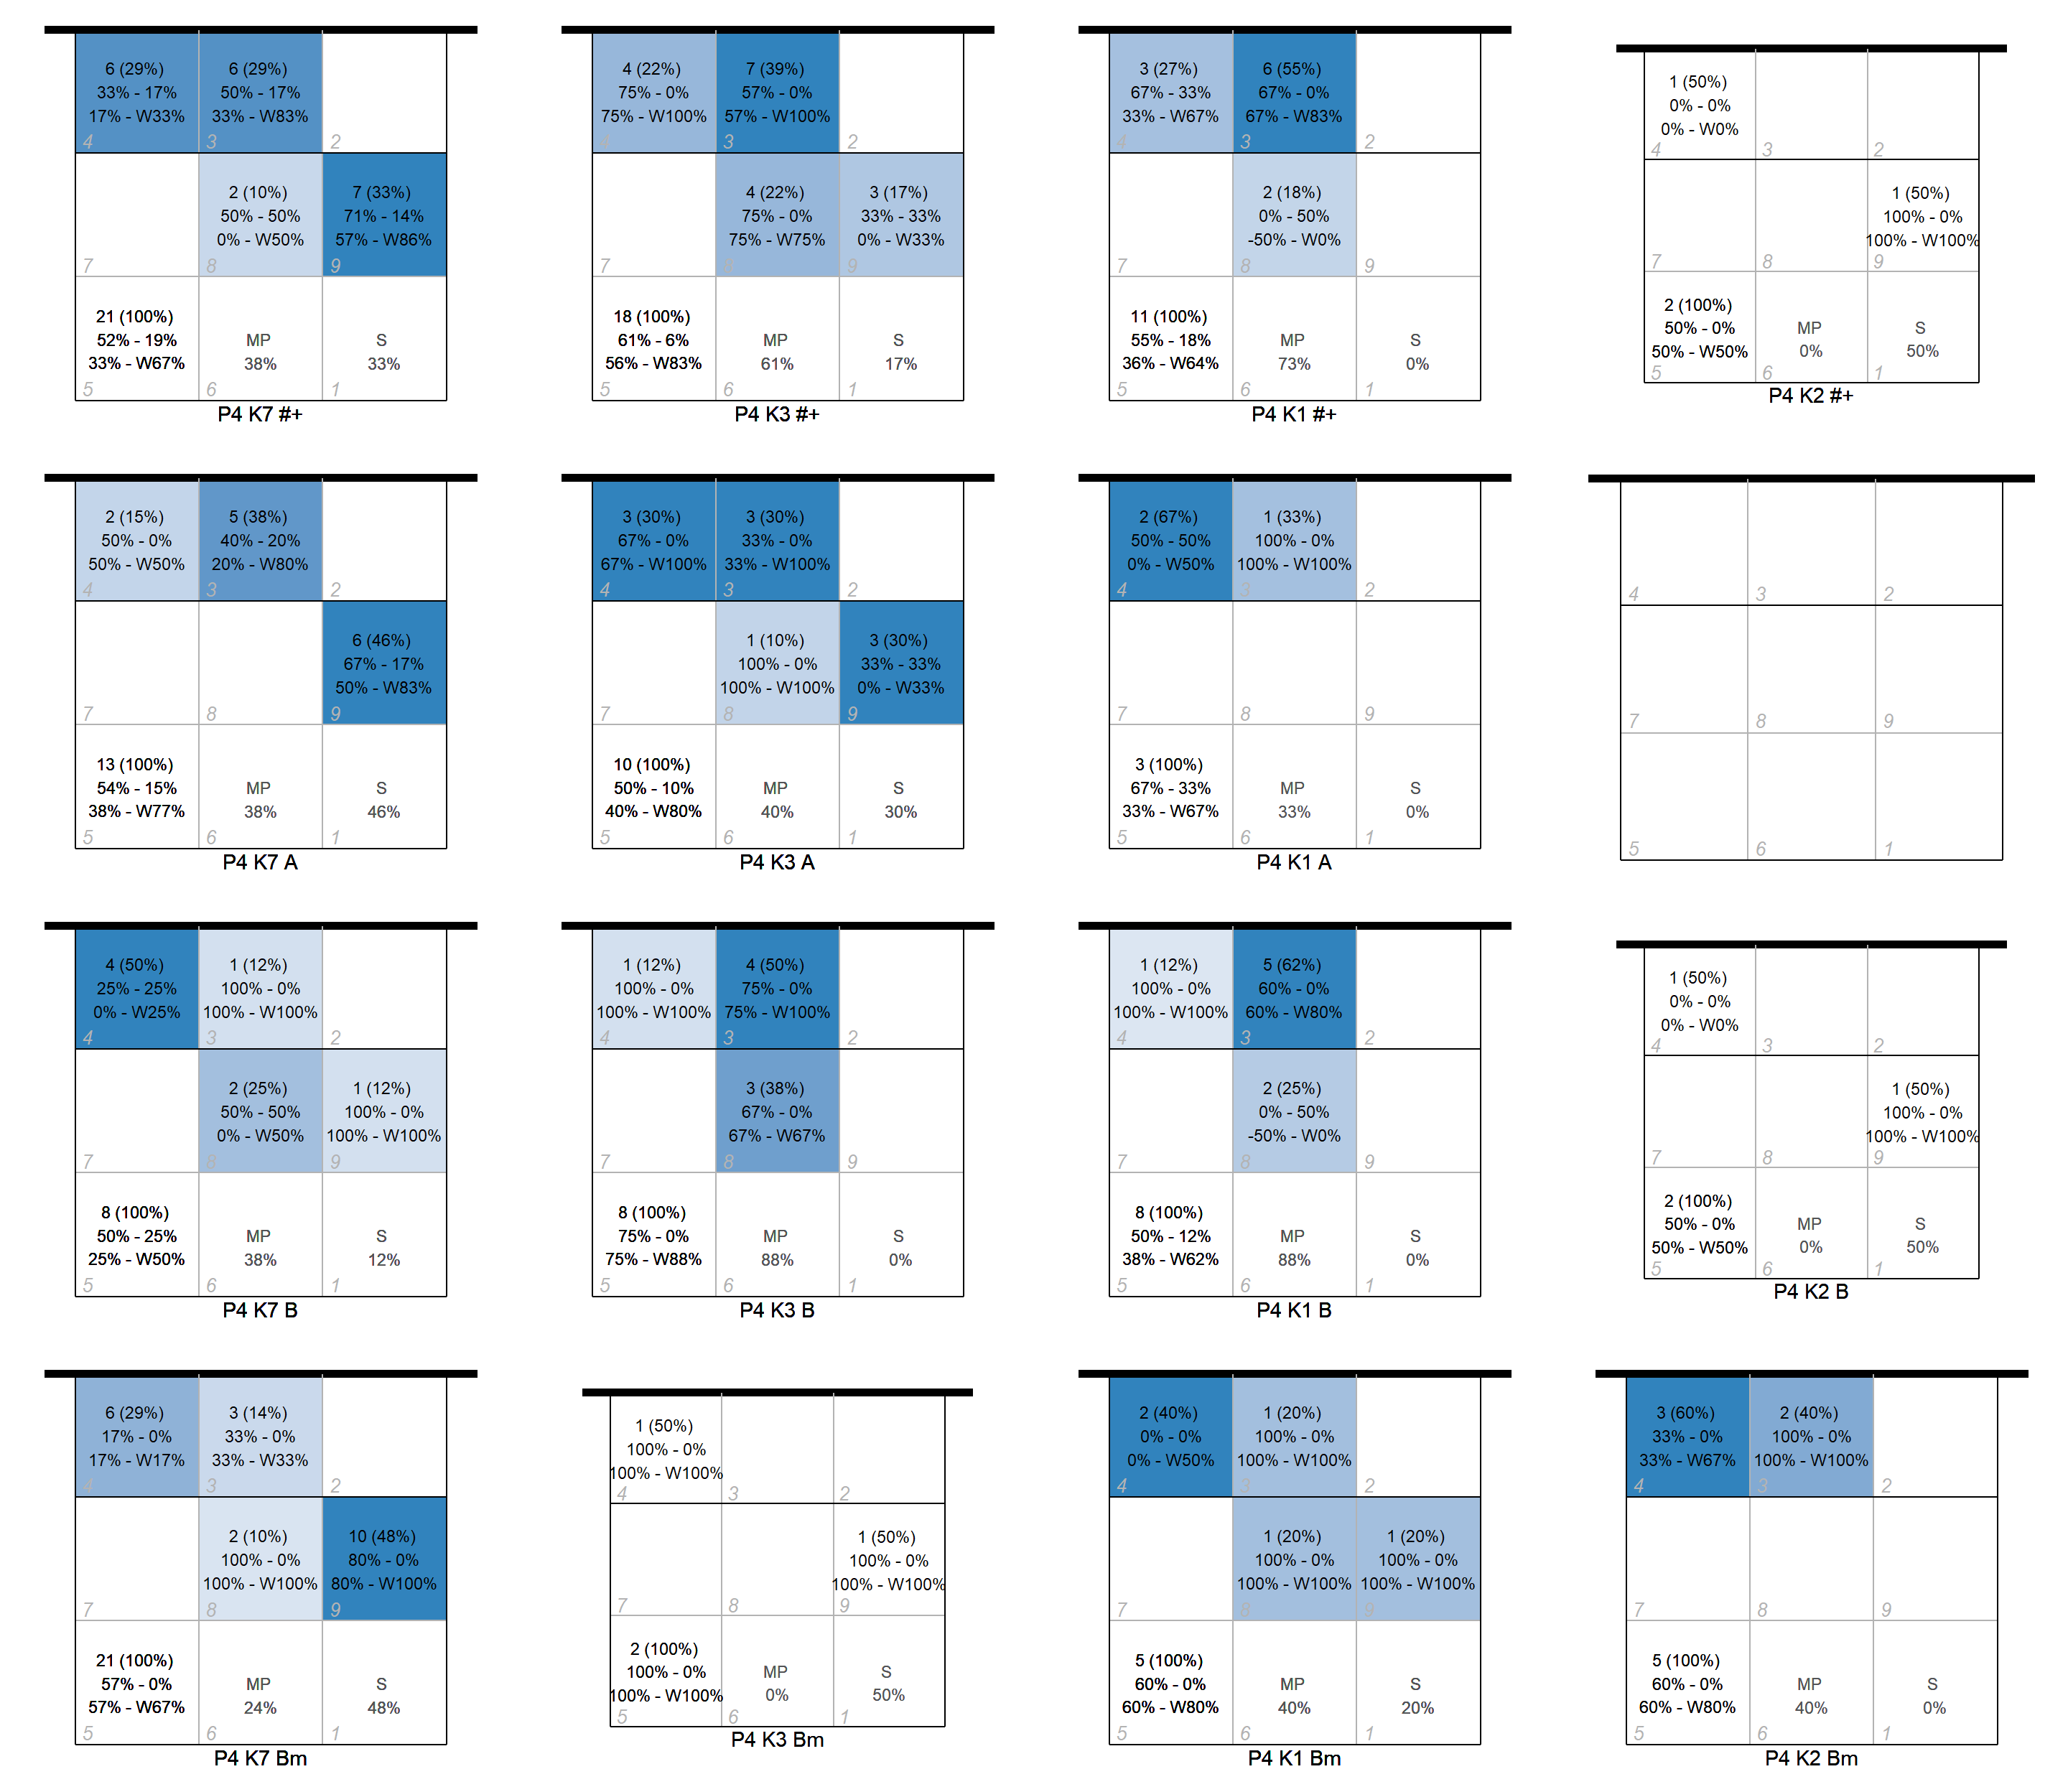 6 (29%)
33% - 17%
17% - W33%
4
6 (29%)
50% - 17%
33% - W83%
3
2
7
2 (10%)
50% - 50%
0% - W50%
8
7 (33%)
71% - 14%
57% - W86%
9
21 (100%)
52% - 19%
33% - W67%
5
MP
38%
6
S
33%
1
P4 K7 #+
4 (22%)
75% - 0%
75% - W100%
4
7 (39%)
57% - 0%
57% - W100%
3
2
7
4 (22%)
75% - 0%
75% - W75%
8
3 (17%)
33% - 33%
0% - W33%
9
18 (100%)
61% - 6%
56% - W83%
5
MP
61%
6
S
17%
1
P4 K3 #+
3 (27%)
67% - 33%
33% - W67%
4
6 (55%)
67% - 0%
67% - W83%
3
2
7
2 (18%)
0% - 50%
-50% - W0%
8
9
11 (100%)
55% - 18%
36% - W64%
5
MP
73%
6
S
0%
1
P4 K1 #+
1 (50%)
0% - 0%
0% - W0%
4
3
2
7
8
1 (50%)
100% - 0%
100% - W100%
9
2 (100%)
50% - 0%
50% - W50%
5
MP
0%
6
S
50%
1
P4 K2 #+
2 (15%)
50% - 0%
50% - W50%
4
5 (38%)
40% - 20%
20% - W80%
3
2
7
8
6 (46%)
67% - 17%
50% - W83%
9
13 (100%)
54% - 15%
38% - W77%
5
MP
38%
6
S
46%
1
P4 K7 A
3 (30%)
67% - 0%
67% - W100%
4
3 (30%)
33% - 0%
33% - W100%
3
2
7
1 (10%)
100% - 0%
100% - W100%
8
3 (30%)
33% - 33%
0% - W33%
9
10 (100%)
50% - 10%
40% - W80%
5
MP
40%
6
S
30%
1
P4 K3 A
2 (67%)
50% - 50%
0% - W50%
4
1 (33%)
100% - 0%
100% - W100%
3
2
7
8
9
3 (100%)
67% - 33%
33% - W67%
5
MP
33%
6
S
0%
1
P4 K1 A
4
3
2
7
8
9
5
6
1
4 (50%)
25% - 25%
0% - W25%
4
1 (12%)
100% - 0%
100% - W100%
3
2
7
2 (25%)
50% - 50%
0% - W50%
8
1 (12%)
100% - 0%
100% - W100%
9
8 (100%)
50% - 25%
25% - W50%
5
MP
38%
6
S
12%
1
P4 K7 B
1 (12%)
100% - 0%
100% - W100%
4
4 (50%)
75% - 0%
75% - W100%
3
2
7
3 (38%)
67% - 0%
67% - W67%
8
9
8 (100%)
75% - 0%
75% - W88%
5
MP
88%
6
S
0%
1
P4 K3 B
1 (12%)
100% - 0%
100% - W100%
4
5 (62%)
60% - 0%
60% - W80%
3
2
7
2 (25%)
0% - 50%
-50% - W0%
8
9
8 (100%)
50% - 12%
38% - W62%
5
MP
88%
6
S
0%
1
P4 K1 B
1 (50%)
0% - 0%
0% - W0%
4
3
2
7
8
1 (50%)
100% - 0%
100% - W100%
9
2 (100%)
50% - 0%
50% - W50%
5
MP
0%
6
S
50%
1
P4 K2 B
6 (29%)
17% - 0%
17% - W17%
4
3 (14%)
33% - 0%
33% - W33%
3
2
7
2 (10%)
100% - 0%
100% - W100%
8
10 (48%)
80% - 0%
80% - W100%
9
21 (100%)
57% - 0%
57% - W67%
5
MP
24%
6
S
48%
1
P4 K7 Bm
1 (50%)
100% - 0%
100% - W100%
4
3
2
7
8
1 (50%)
100% - 0%
100% - W100%
9
2 (100%)
100% - 0%
100% - W100%
5
MP
0%
6
S
50%
1
P4 K3 Bm
2 (40%)
0% - 0%
0% - W50%
4
1 (20%)
100% - 0%
100% - W100%
3
2
7
1 (20%)
100% - 0%
100% - W100%
8
1 (20%)
100% - 0%
100% - W100%
9
5 (100%)
60% - 0%
60% - W80%
5
MP
40%
6
S
20%
1
P4 K1 Bm
3 (60%)
33% - 0%
33% - W67%
4
2 (40%)
100% - 0%
100% - W100%
3
2
7
8
9
5 (100%)
60% - 0%
60% - W80%
5
MP
40%
6
S
0%
1
P4 K2 Bm